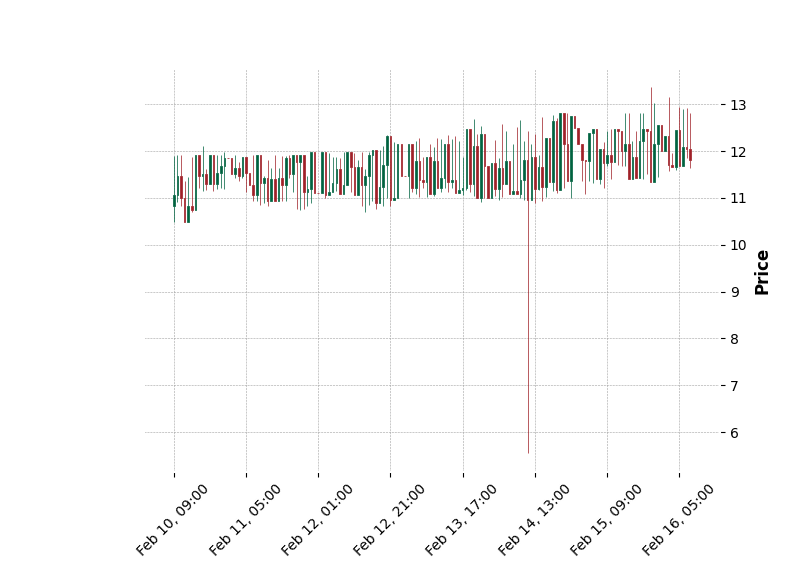 13
12
11
10
9
8
7
6
Price
Feb 10, 09:00
Feb 11, 05:00
Feb 12, 01:00
Feb 12, 21:00
Feb 13, 17:00
Feb 14, 13:00
Feb 15, 09:00
Feb 16, 05:00